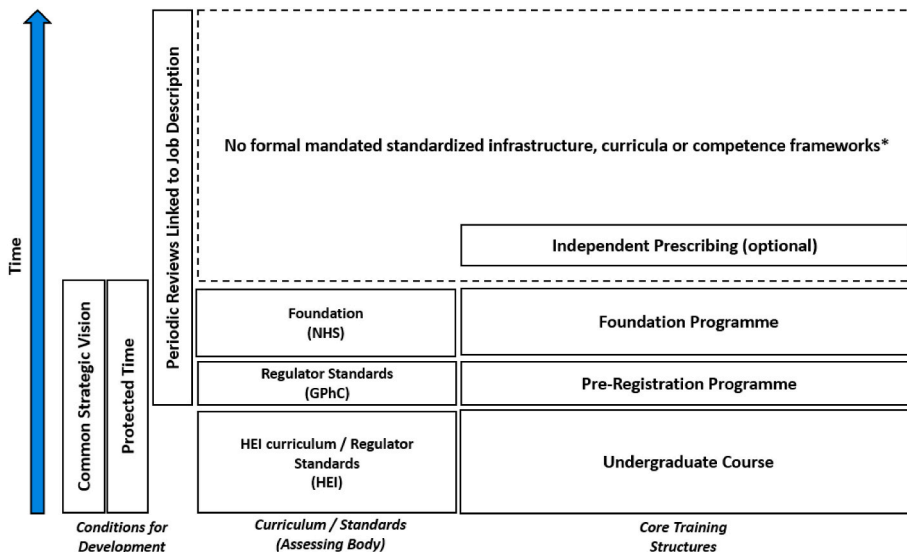 Time
Common Strategic Vision
Protected Time
Periodic Reviews Linked to Job Description
No formal mandated standardized infrastructure, curricula or competence frameworks*
Independent Prescribing (optional)
Foundation
(NHS)
Foundation Programme
Regulator Standards
(GPhC)
Pre-Registration Programme
HEI curriculum / Regulator
Standards
(HEI)
Undergraduate Course
Conditions for
Development
Curriculum / Standards
(Assessing Body)
Core Training
Structures